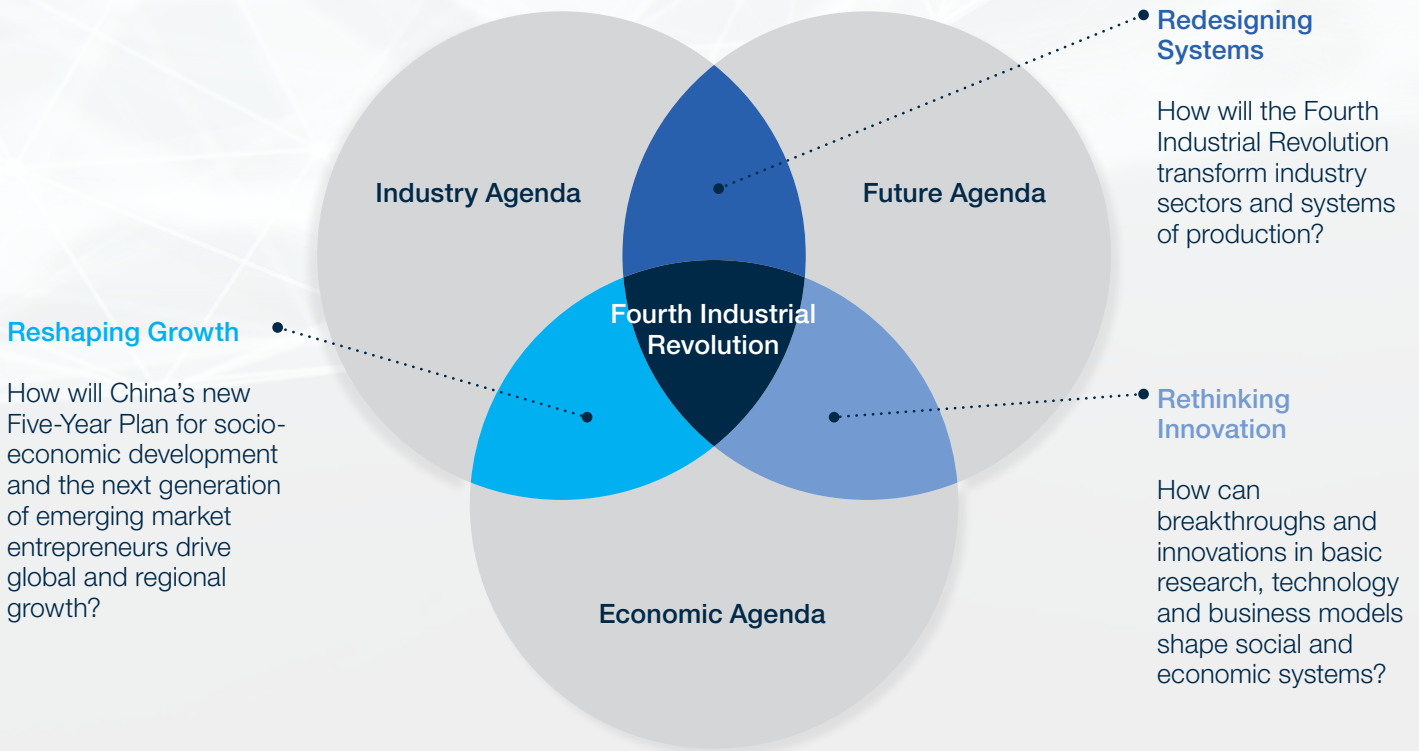 Redesigning
Systems
How will the Fourth
Industrial Revolution
transform industry
sectors and systems
of production?
Industry Agenda
Future Agenda
Fourth Industrial
Revolution
Reshaping Growth
How will China’s new
Five-Year Plan for socio-
economic development
and the next generation
of emerging market
entrepreneurs drive
global and regional
growth?
Rethinking
Innovation
How can
breakthroughs and
innovations in basic
research, technology
and business models
shape social and
economic systems?
Economic Agenda